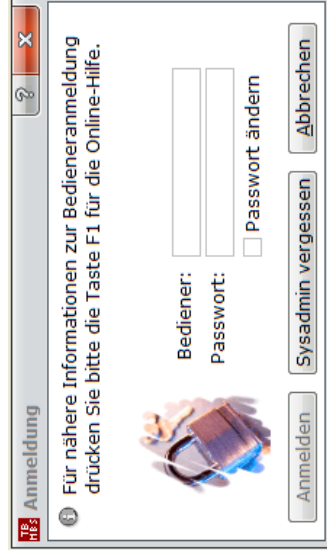 TB
MBS
Anmeldung
?
x
Für nähere Informationen zur Bedieneranmeldung
drücken Sie bitte die Taste F1 für die Online-Hilfe.
Bediener:
Passwort:
Passwort ändern
Anmelden
Sysadmin vergessen
Abbrechen